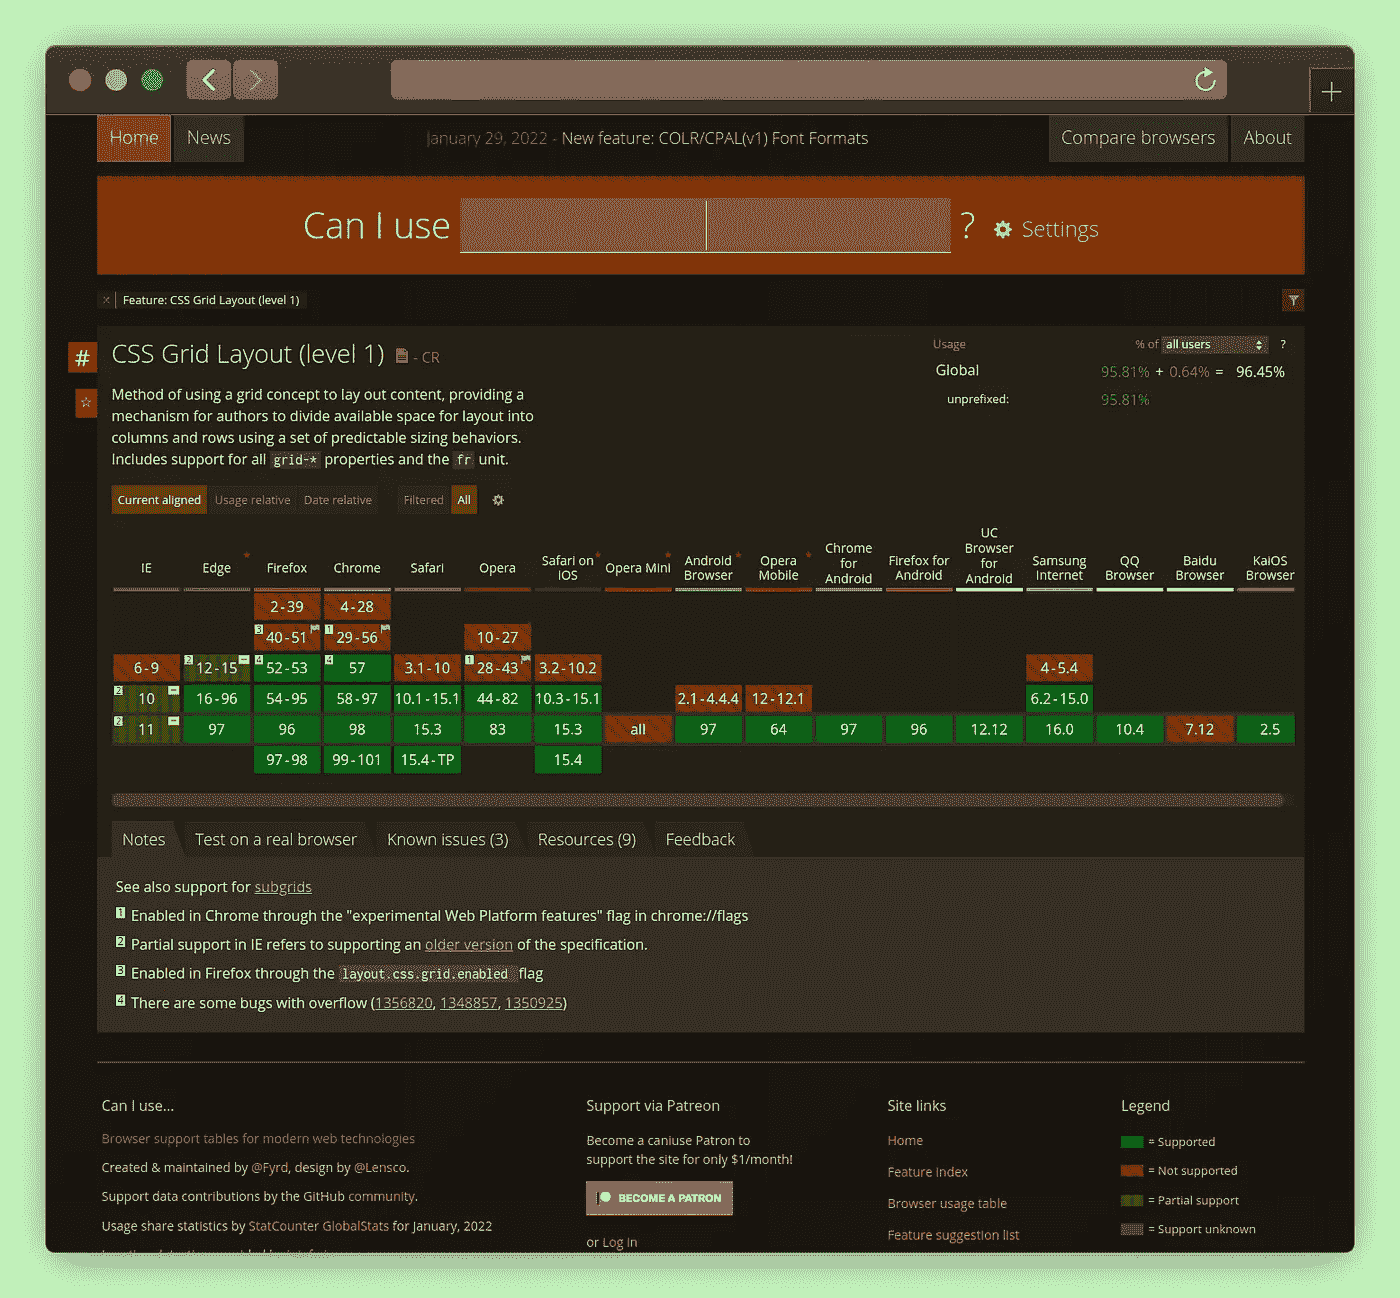 Home News January 29, 2022 - New feature: COLR/CPAL(v1) Font Formats Compare browsers About
Can I use ? Settings
Feature: CSS Grid Layout (level 1)
# CSS Grid Layout (level 1) - CR
Usage % of all users ?
Global 95.81% + 0.64% = 96.45%
unprefixed: 95.81%
Method of using a grid concept to lay out content, providing a
mechanism for authors to divide available space for layout into
columns and rows using a set of predictable sizing behaviors.
Includes support for all grid-* properties and the fr unit.
Current aligned Usage relative Date relative Filtered All
IE Edge * Firefox Chrome Safari Opera Safari on iOS * Opera Mini * Android Browser * Opera Mobile * Chrome for Android Firefox for Android UC Browser for Android Samsung Internet QQ Browser Baidu Browser KaiOS Browser
2-39 4-28
3 40-51 1 29-56 10-27
6-9 2 12-15 4 52-53 4 57 3.1-10 1 28-43 3.2-10.2 4-5.4
2 10 16-96 54-95 58-97 10.1-15.1 44-82 10.3-15.1 2.1-4.4.4 12-12.1 6.2-15.0
2 11 97 96 98 15.3 83 15.3 all 97 64 97 96 12.12 16.0 10.4 7.12 2.5
97-98 99-101 15.4-TP 15.4
Notes Test on a real browser Known issues (3) Resources (9) Feedback
See also support for subgrids
1 Enabled in Chrome through the "experimental Web Platform features" flag in chrome://flags
2 Partial support in IE refers to supporting an older version of the specification.
3 Enabled in Firefox through the layout.css.grid.enabled flag
4 There are some bugs with overflow (1356820, 1348857, 1350925)
Can I use...
Browser support tables for modern web technologies
Created & maintained by @Fyrd, design by @Lensco.
Support data contributions by the GitHub community.
Usage share statistics by StatCounter GlobalStats for January, 2022
Support via Patreon
Become a caniuse Patron to
support the site for only $1/month!
BECOME A PATRON
or Log in
Site links
Home
Feature index
Browser usage table
Feature suggestion list
Legend
= Supported
= Not supported
= Partial support
= Support unknown